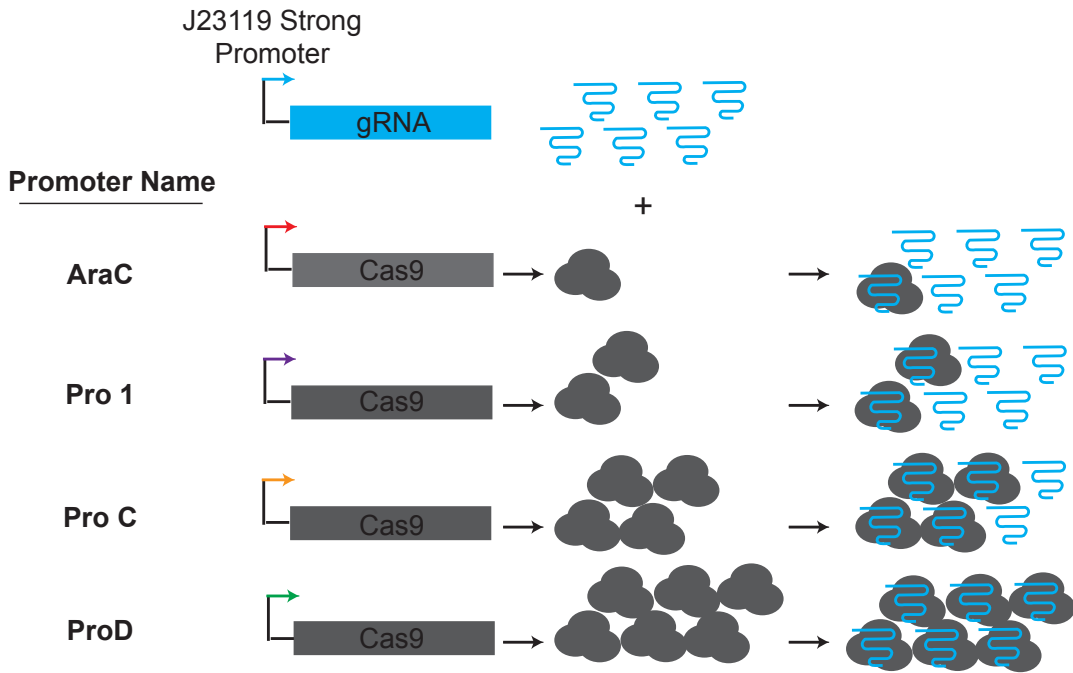 J23119 Strong
Promoter
gRNA
Promoter Name
+
AraC
Cas9
Pro 1
Cas9
Pro C
Cas9
ProD
Cas9